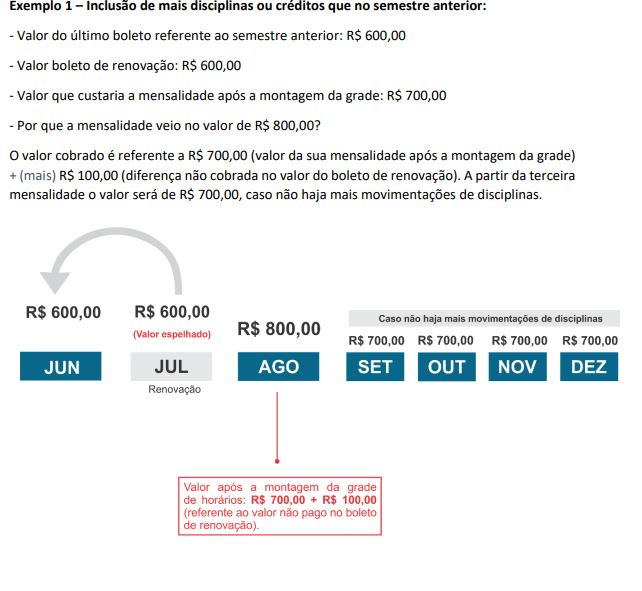 Exemplo 1 – Inclusão de mais disciplinas ou créditos que no semestre anterior:
- Valor do último boleto referente ao semestre anterior: R$ 600,00
- Valor boleto de renovação: R$ 600,00
- Valor que custaria a mensalidade após a montagem da grade: R$ 700,00
- Por que a mensalidade veio no valor de R$ 800,00?
O valor cobrado é referente a R$ 700,00 (valor da sua mensalidade após a montagem da grade)
+ (mais) R$ 100,00 (diferença não cobrada no valor do boleto de renovação). A partir da terceira
mensalidade o valor será de R$ 700,00, caso não haja mais movimentações de disciplinas.
R$ 600,00
R$ 600,00
(Valor espelhado)
R$ 800,00
Caso não haja mais movimentações de disciplinas
R$ 700,00 R$ 700,00 R$ 700,00 R$ 700,00
JUN JUL AGO SET OUT NOV DEZ
Renovação
Valor após a montagem da grade
de horários: R$ 700,00 + R$ 100,00
(referente ao valor não pago no boleto
de renovação).